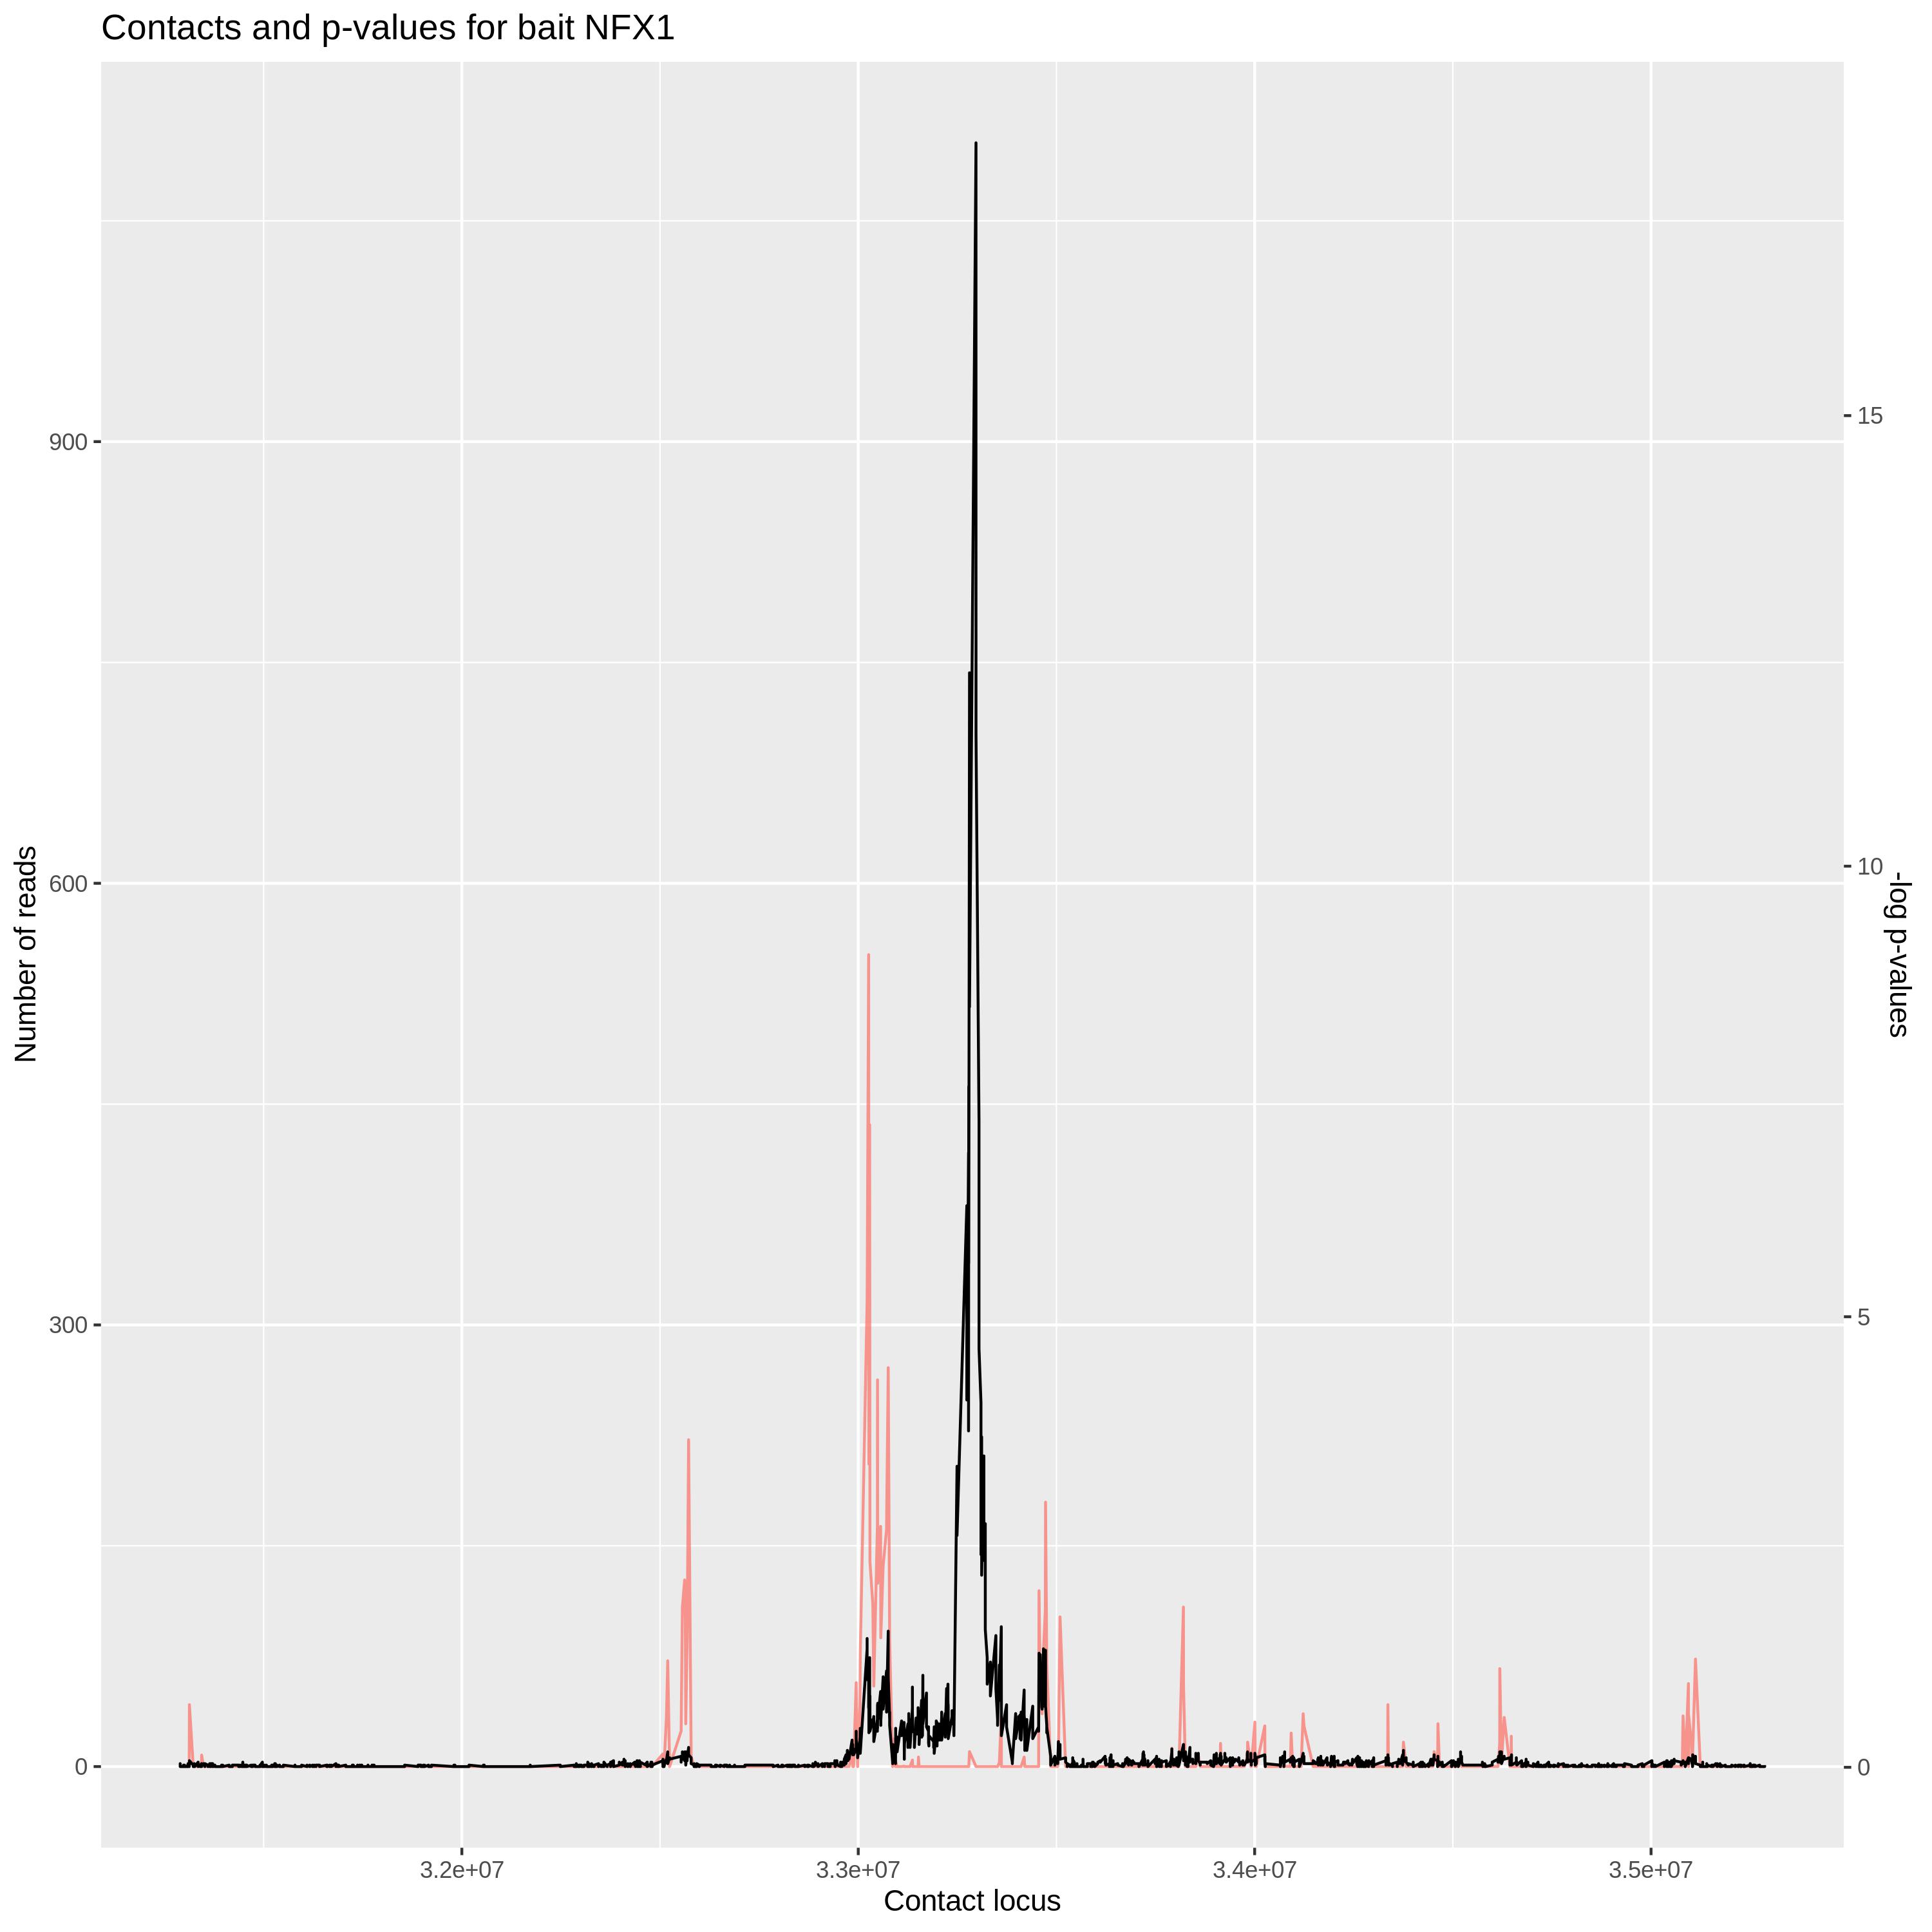 Contacts and p-values for bait NFX1
Number of reads
900
600
300
0
15
10
5
0
-log p-values
3.2e+07
3.3e+07
3.4e+07
3.5e+07
Contact locus